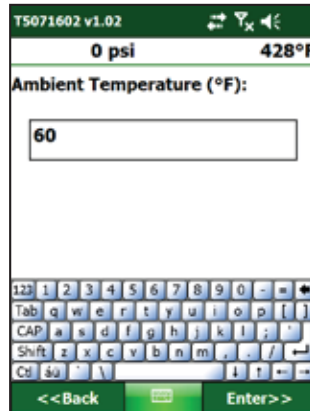 T5071602 v1.02
0 psi 428°F
Ambient Temperature (°F):
60
123 1 2 3 4 5 6 7 8 9 0 - =
Tab q w e r t y u i o p [ ]
CAP a s d f g h j k l ; '
Shift z x c v b n m , . /
Ctl áü ` \
<<Back Enter>>